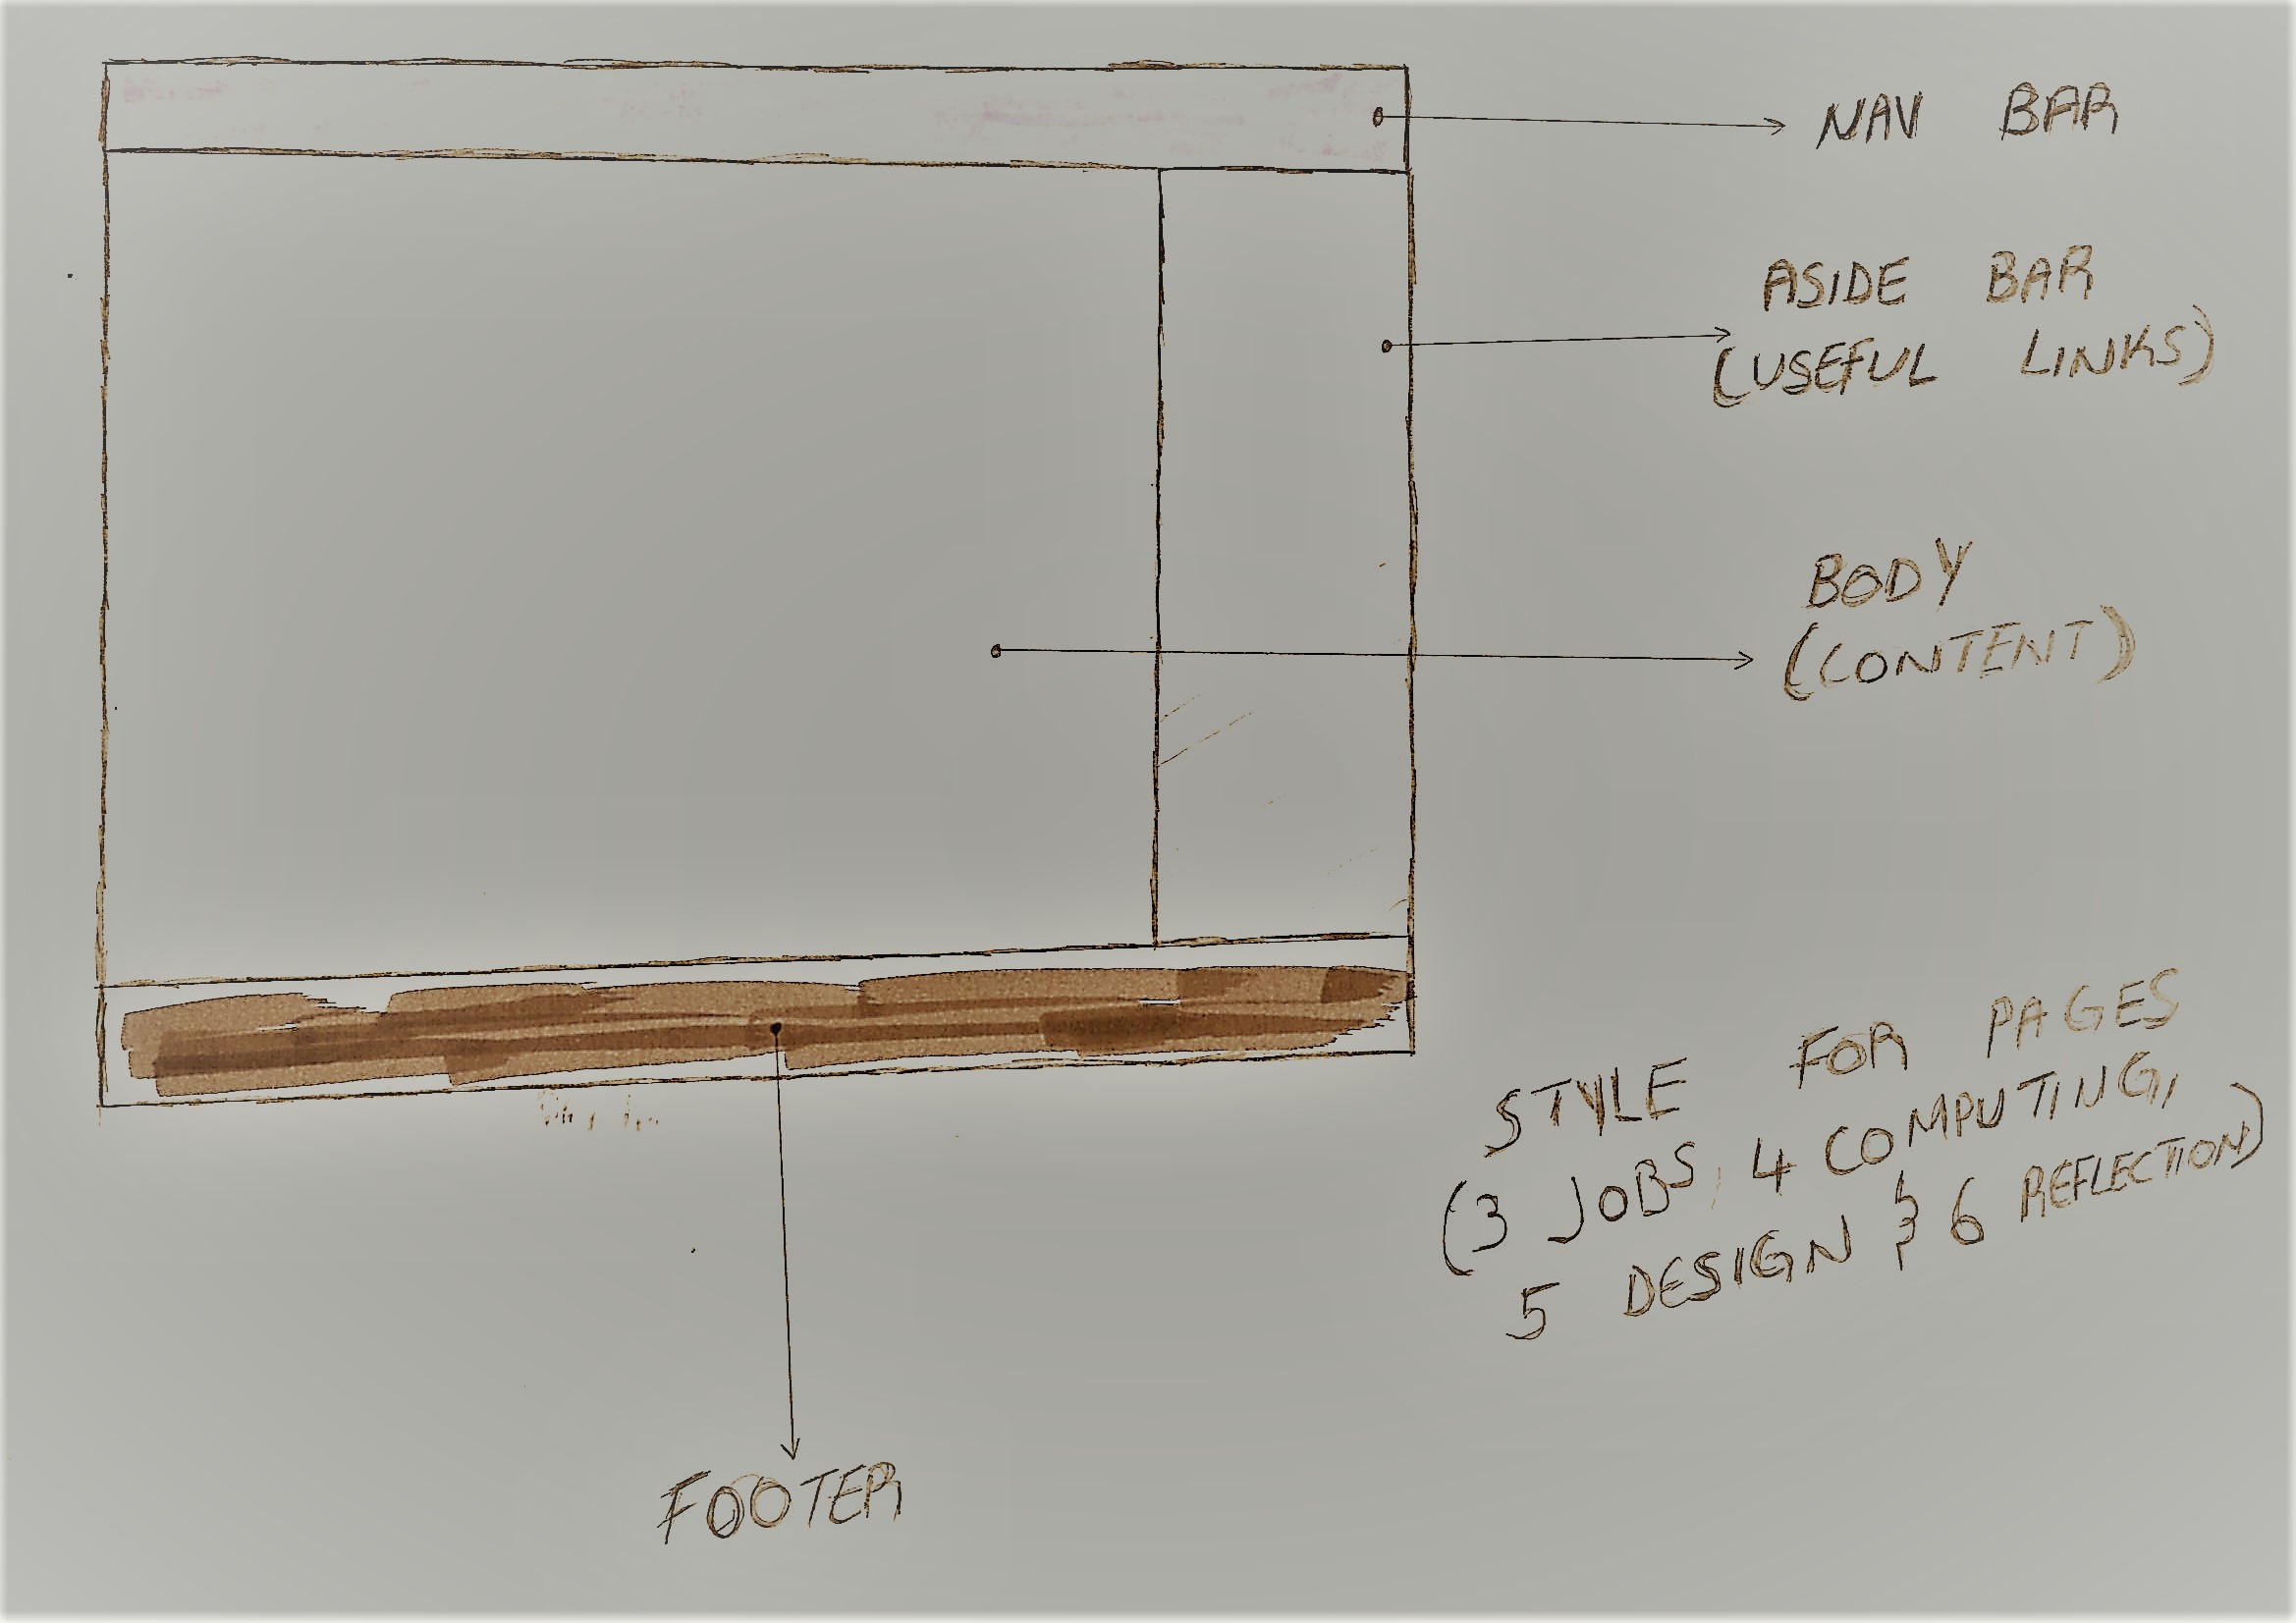 NAV BAR
ASIDE BAR
(USEFUL LINKS)
BODY
(CONTENT)
STYLE FOR PAGES
(3 JOBS, 4 COMPUTING,
5 DESIGN & 6 REFLECTION)
FOOTER